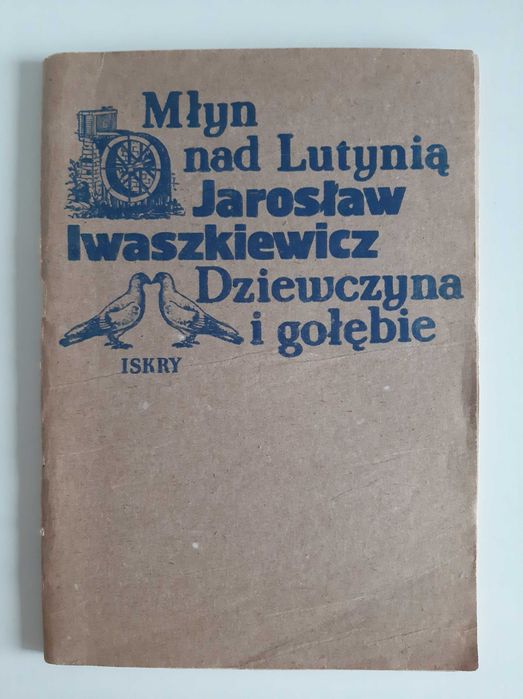 Młyn
nad Lutynią
Jarosław
Iwaszkiewicz
Dziewczyna
i gołębie
ISKRY